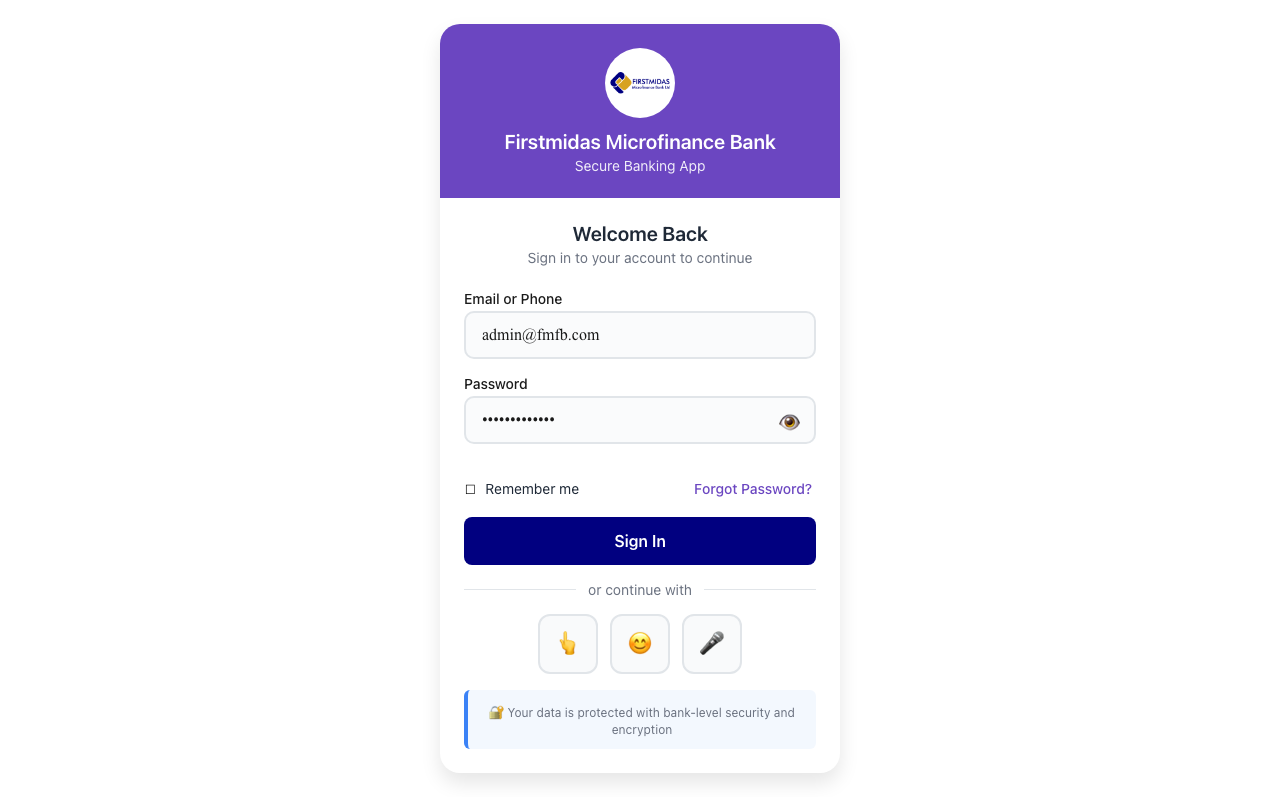 FIRSTMIDAS
Microfinance Bank Ltd
Firstmidas Microfinance Bank
Secure Banking App
Welcome Back
Sign in to your account to continue
Email or Phone
admin@fmfb.com
Password
•••••••••••••
Remember me
Forgot Password?
Sign In
or continue with
Your data is protected with bank-level security and
encryption